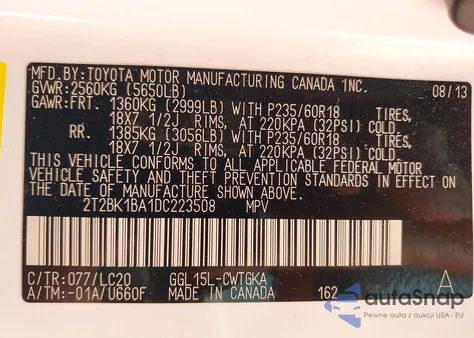 MFD.BY:TOYOTA MOTOR MANUFACTURING CANADA INC. 08/13
GVWR:2560KG (5650LB)
GAWR:FRT. 1360KG (2999LB) WITH P235/60R18 TIRES,
18X7 1/2J RIMS, AT 220KPA (32PSI) COLD
RR. 1385KG (3056LB) WITH P235/60R18 TIRES,
18X7 1/2J RIMS, AT 220KPA (32PSI) COLD
THIS VEHICLE CONFORMS TO ALL APPLICABLE FEDERAL MOTOR
VEHICLE SAFETY AND THEFT PREVENTION STANDARDS IN EFFECT ON
THE DATE OF MANUFACTURE SHOWN ABOVE.
2T2BK1BA1DC223508 MPV
C/TR:077/LC20 GGL15L-CWTGKA A
A/TM:-01A/U660F MADE IN CANADA 162
autoSnap
Pewne auta z dostępem z USA i EU